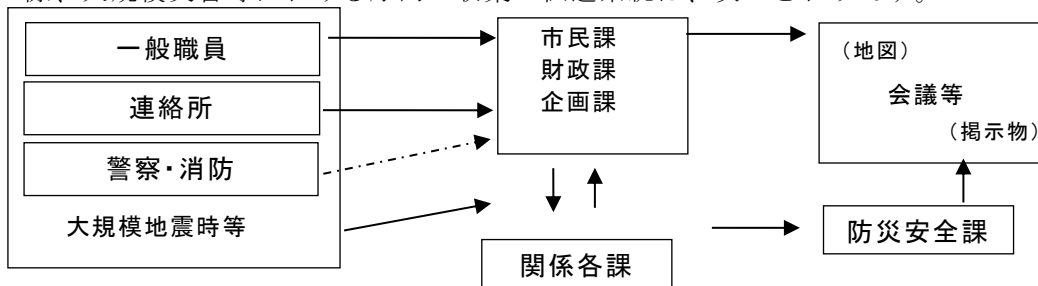 一般職員
連絡所
警察・消防
大規模地震時等
市民課
財政課
企画課
関係各課
(地図)
会議等
(掲示物)
防災安全課